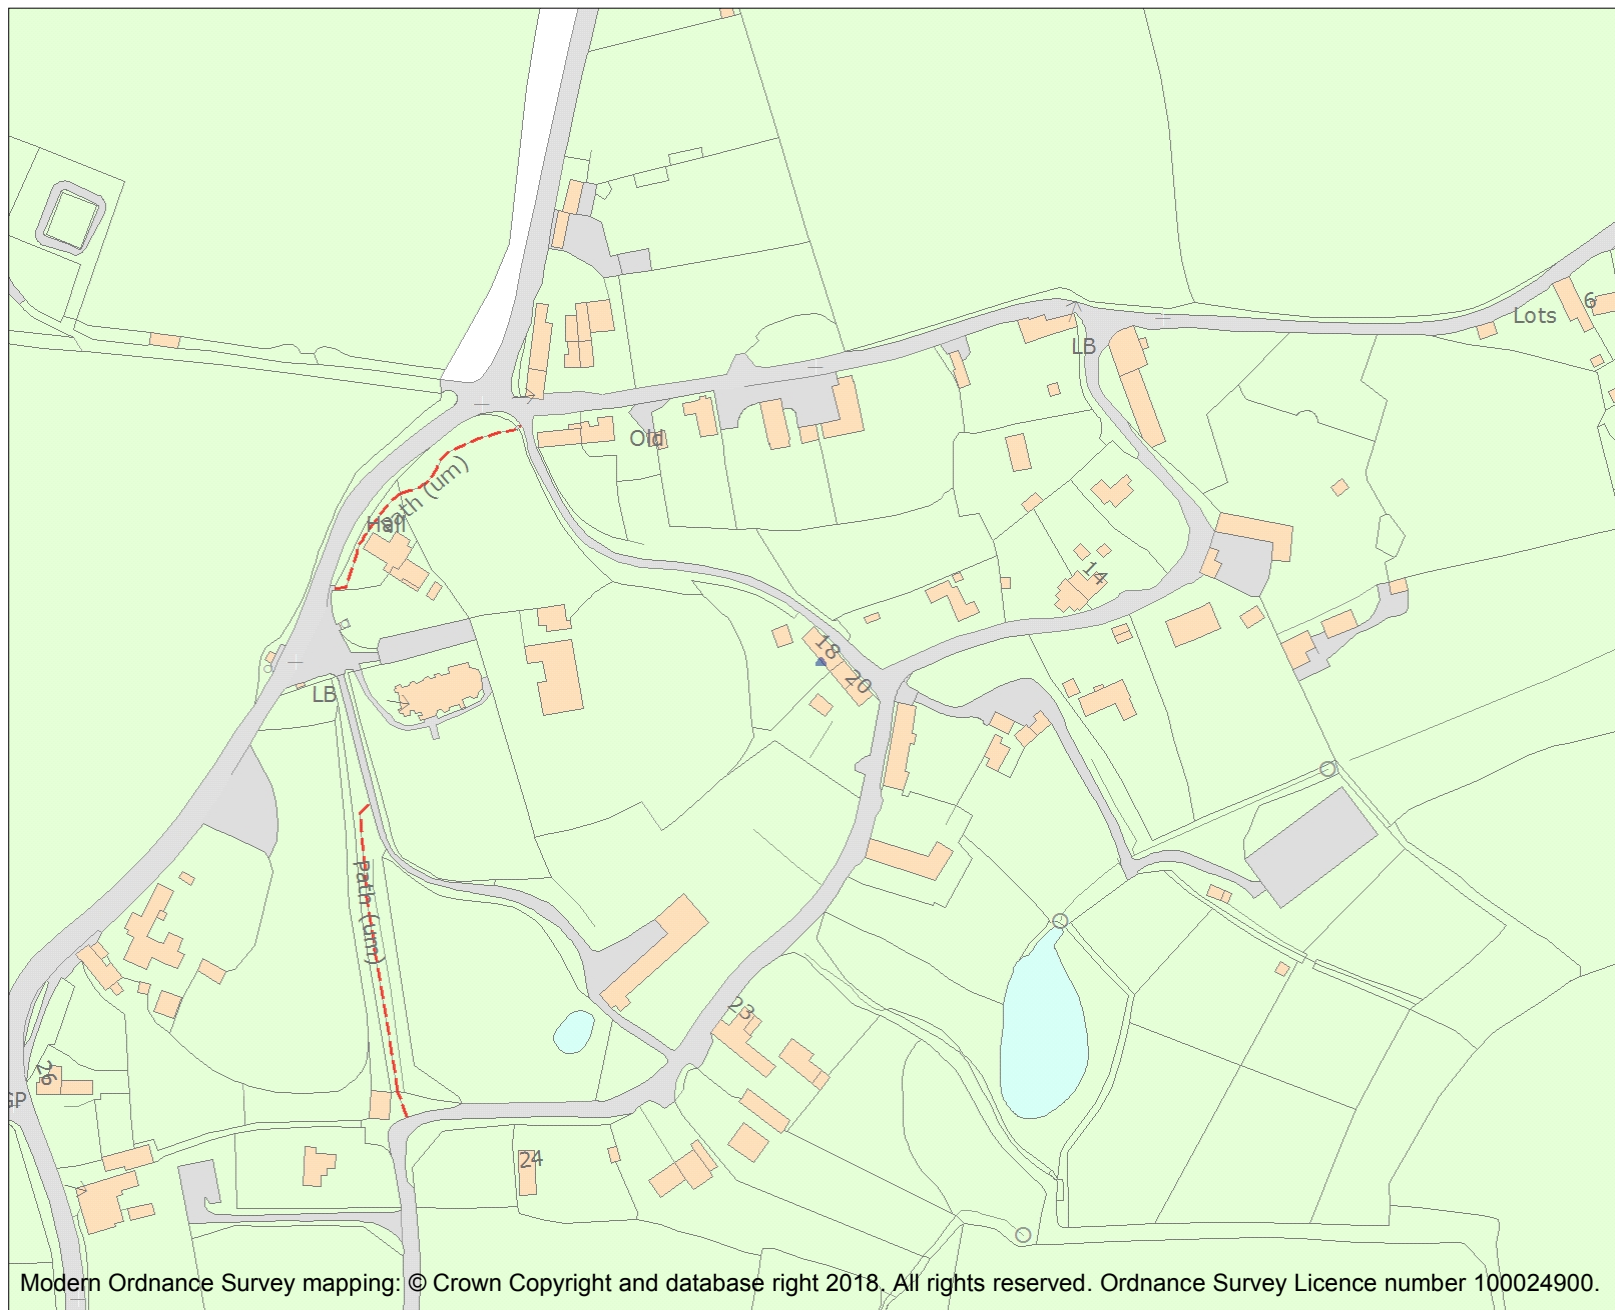 6
Lots
LB
Old
Path (um)
Hall
14
18
20
LB
Path (um)
23
26
GP
24
Modern Ordnance Survey mapping: © Crown Copyright and database right 2018. All rights reserved. Ordnance Survey Licence number 100024900.